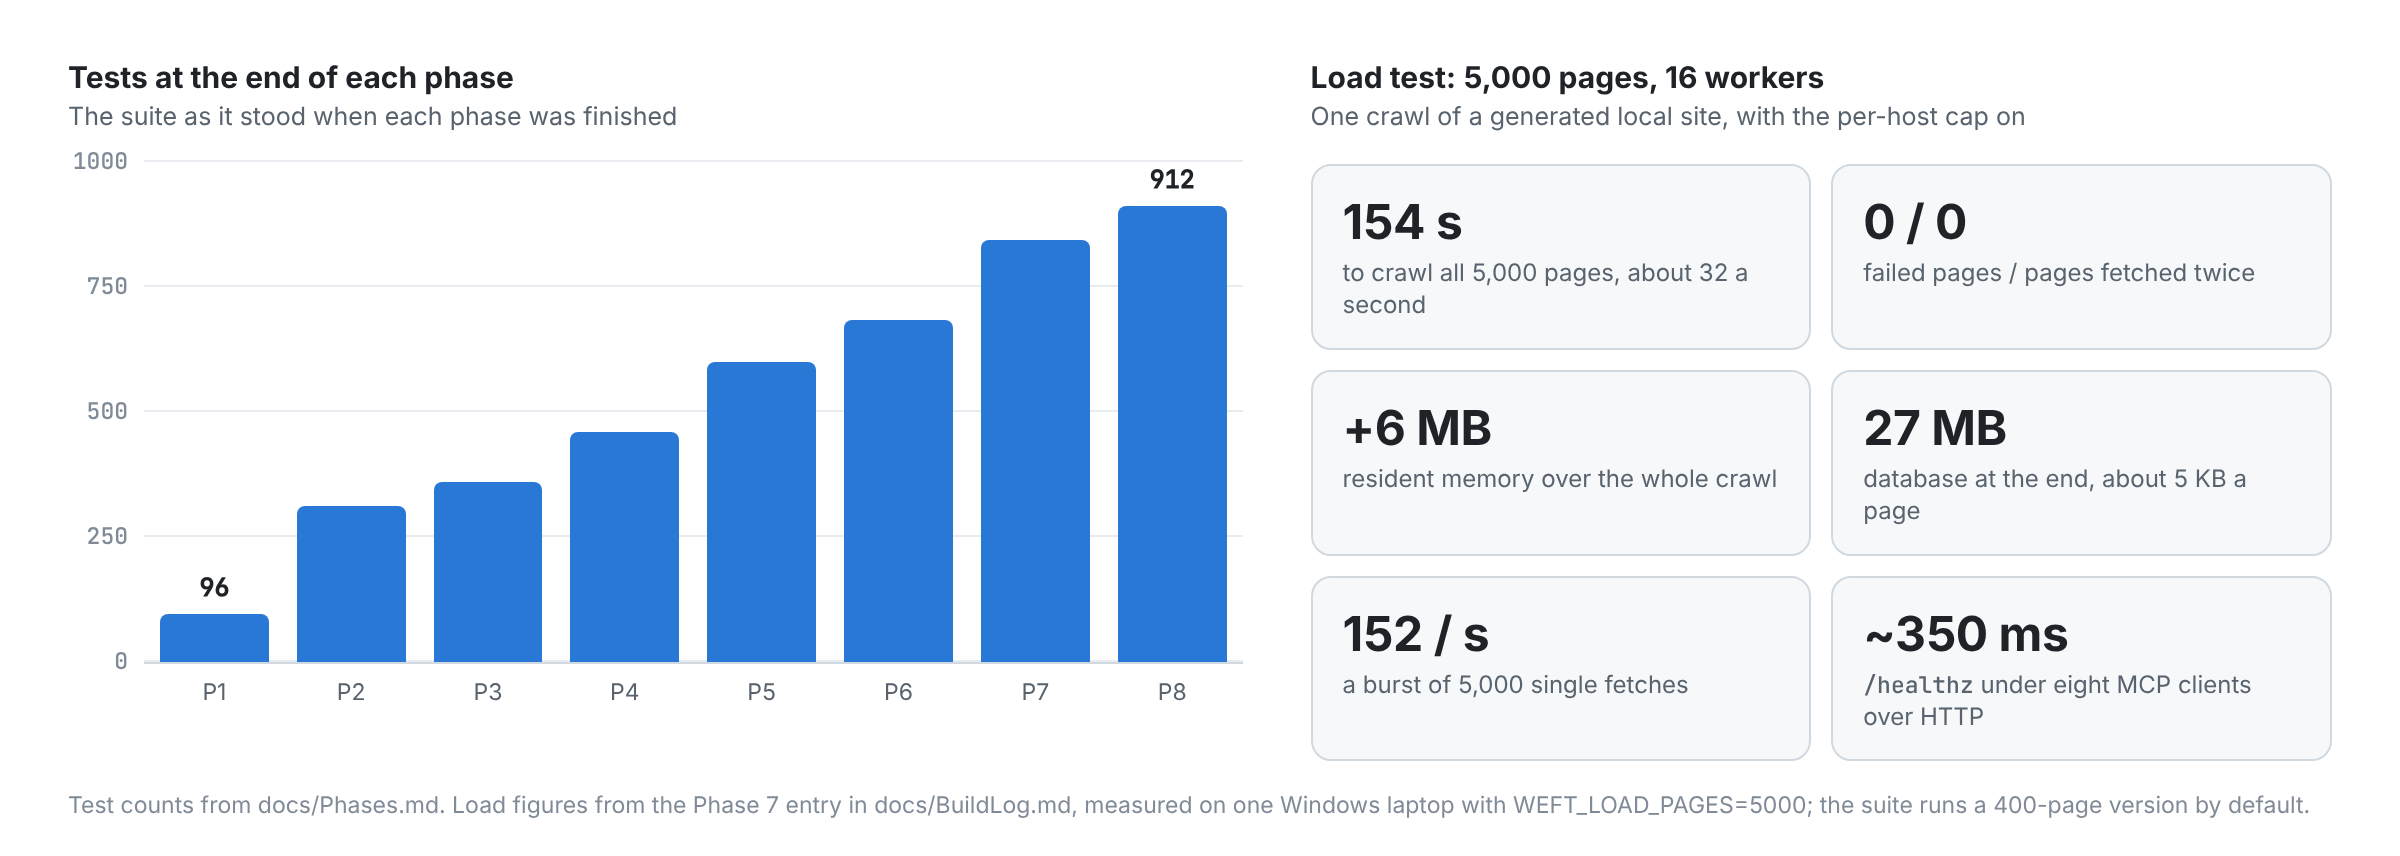 Tests at the end of each phase
The suite as it stood when each phase was finished
1000
750
500
250
0
96
912
P1 P2 P3 P4 P5 P6 P7 P8
Load test: 5,000 pages, 16 workers
One crawl of a generated local site, with the per-host cap on
154 s
to crawl all 5,000 pages, about 32 a
second
0 / 0
failed pages / pages fetched twice
+6 MB
resident memory over the whole crawl
27 MB
database at the end, about 5 KB a
page
152 / s
a burst of 5,000 single fetches
~350 ms
/healthz under eight MCP clients
over HTTP
Test counts from docs/Phases.md. Load figures from the Phase 7 entry in docs/BuildLog.md, measured on one Windows laptop with WEFT_LOAD_PAGES=5000; the suite runs a 400-page version by default.